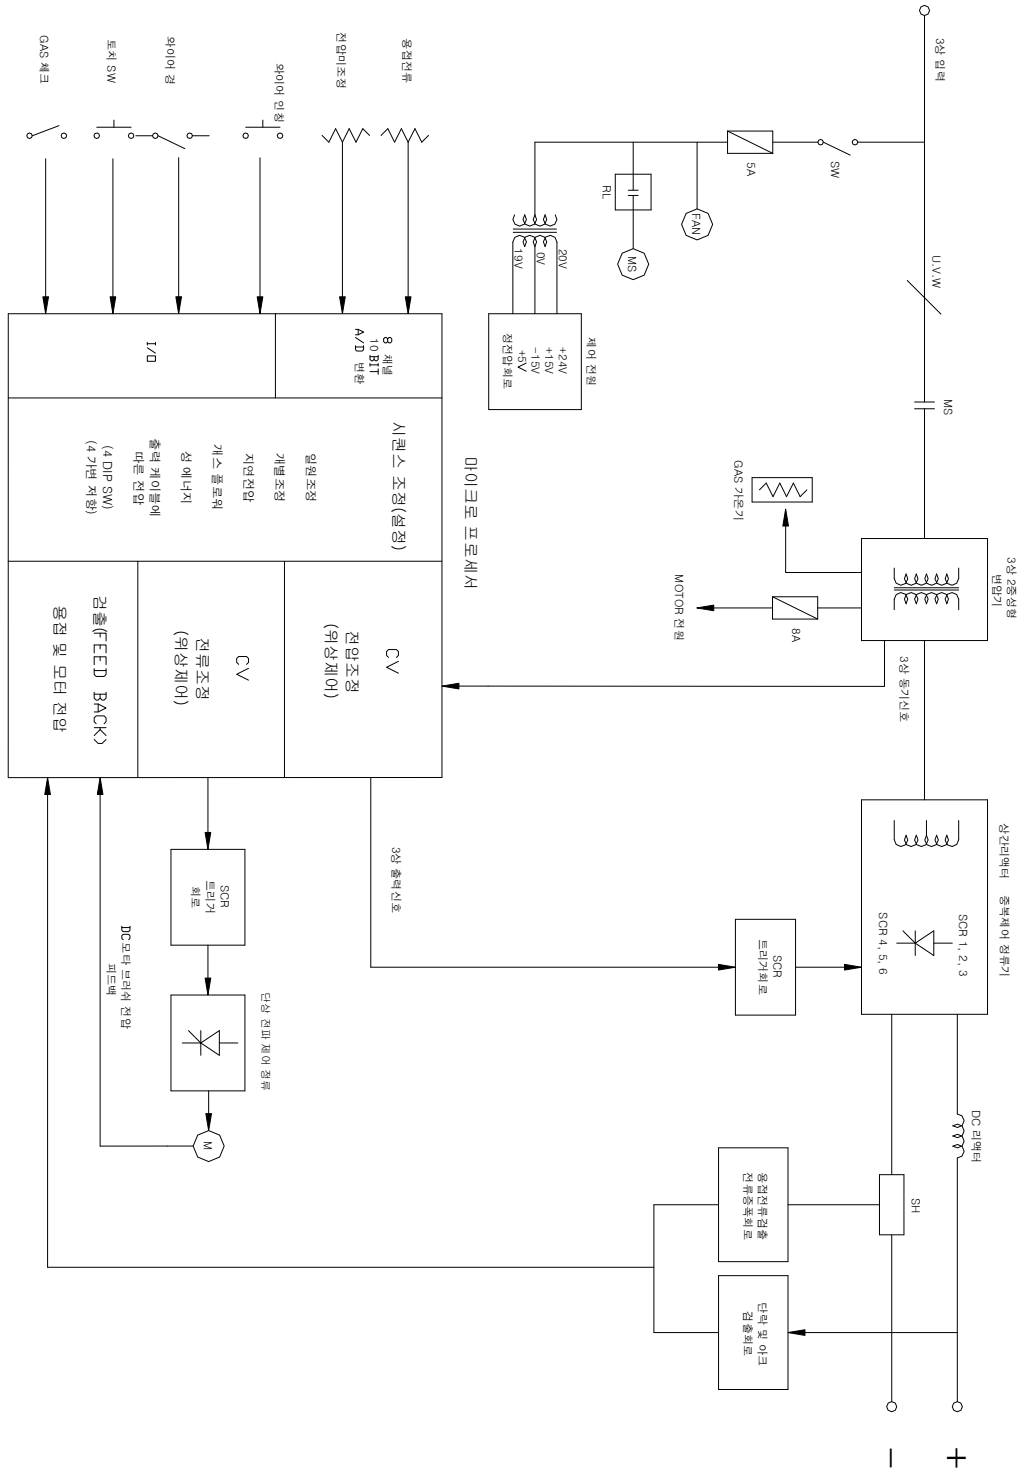 3상 입력
SW
5A
FAN
RL
MS
20V
0V
19V
제어 전원
+24V
+15V
-15V
+5V
정전압회로
U.V.W
MS
3상 2중성형
변압기
GAS 가온기
8A
MOTOR 전원
3상 동기신호
상간리액터 중복제어 정류기
SCR 1, 2, 3
SCR 4, 5, 6
SCR
트리거회로
DC 리액터
SH
용접전류검출
전류증폭회로
단락 및 아크
검출회로
+
-
용접전류
전압미조정
와이어 인칭
와이어 경
토치 SW
GAS 체크
8 채널
10 BIT
A/D 변환
I/O
마이크로 프로세서
시퀀스 조정(설정)
일원조정
개별조정
지연전압
개스 플로워
성 에너지
출력 케이블에
따른 전압
(4 DIP SW)
(4 가변 저항)
CV
전압조정
(위상제어)
CV
전류조정
(위상제어)
검출(FEED BACK)
용접 및 모터 전압
3상 출력신호
SCR
트리거
회로
단상 전파 제어 정류
M
DC모타 브러쉬 전압
피드백